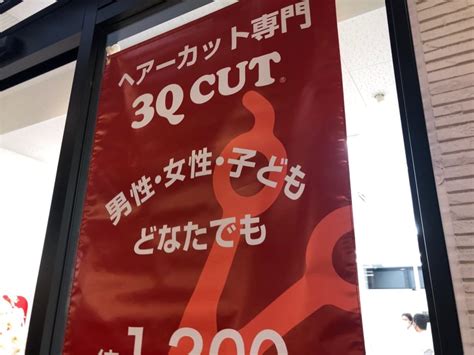 ヘアーカット専門
3Q CUT®
男性・女性・子ども
どなたでも